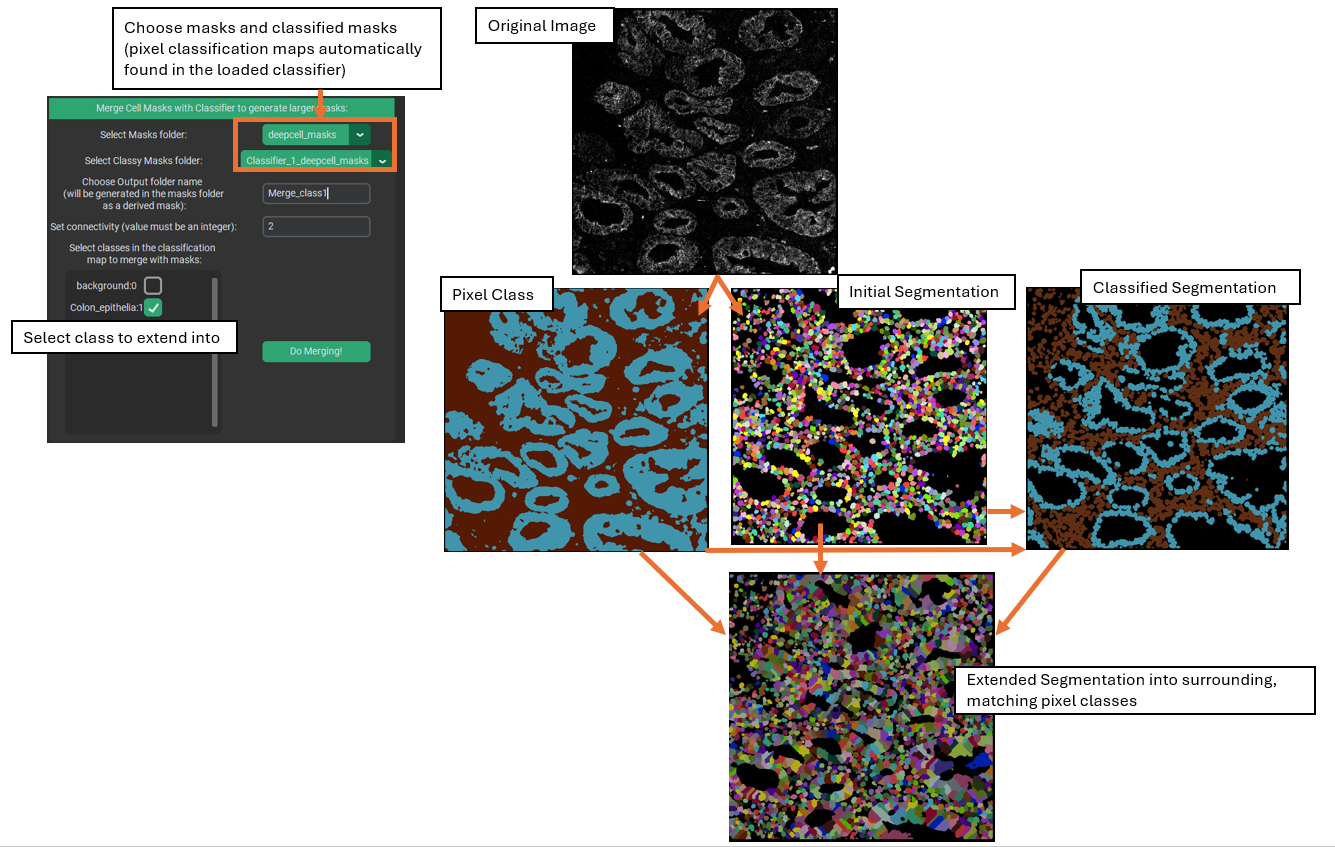 Choose masks and classified masks
(pixel classification maps automatically
found in the loaded classifier)
Original Image
Merge Cell Masks with Classifier to generate larger masks:
Select Masks folder:
deepcell_masks
Select Classy Masks folder:
Classifier_1_deepcell_masks
Choose Output folder name
(will be generated in the masks folder
as a derived mask):
Merge_class1
Set connectivity (value must be an integer):
2
Select classes in the classification
map to merge with masks:
background:0
Colon_epithelia:1
Select class to extend into
Do Merging!
Pixel Class
Initial Segmentation
Classified Segmentation
Extended Segmentation into surrounding,
matching pixel classes